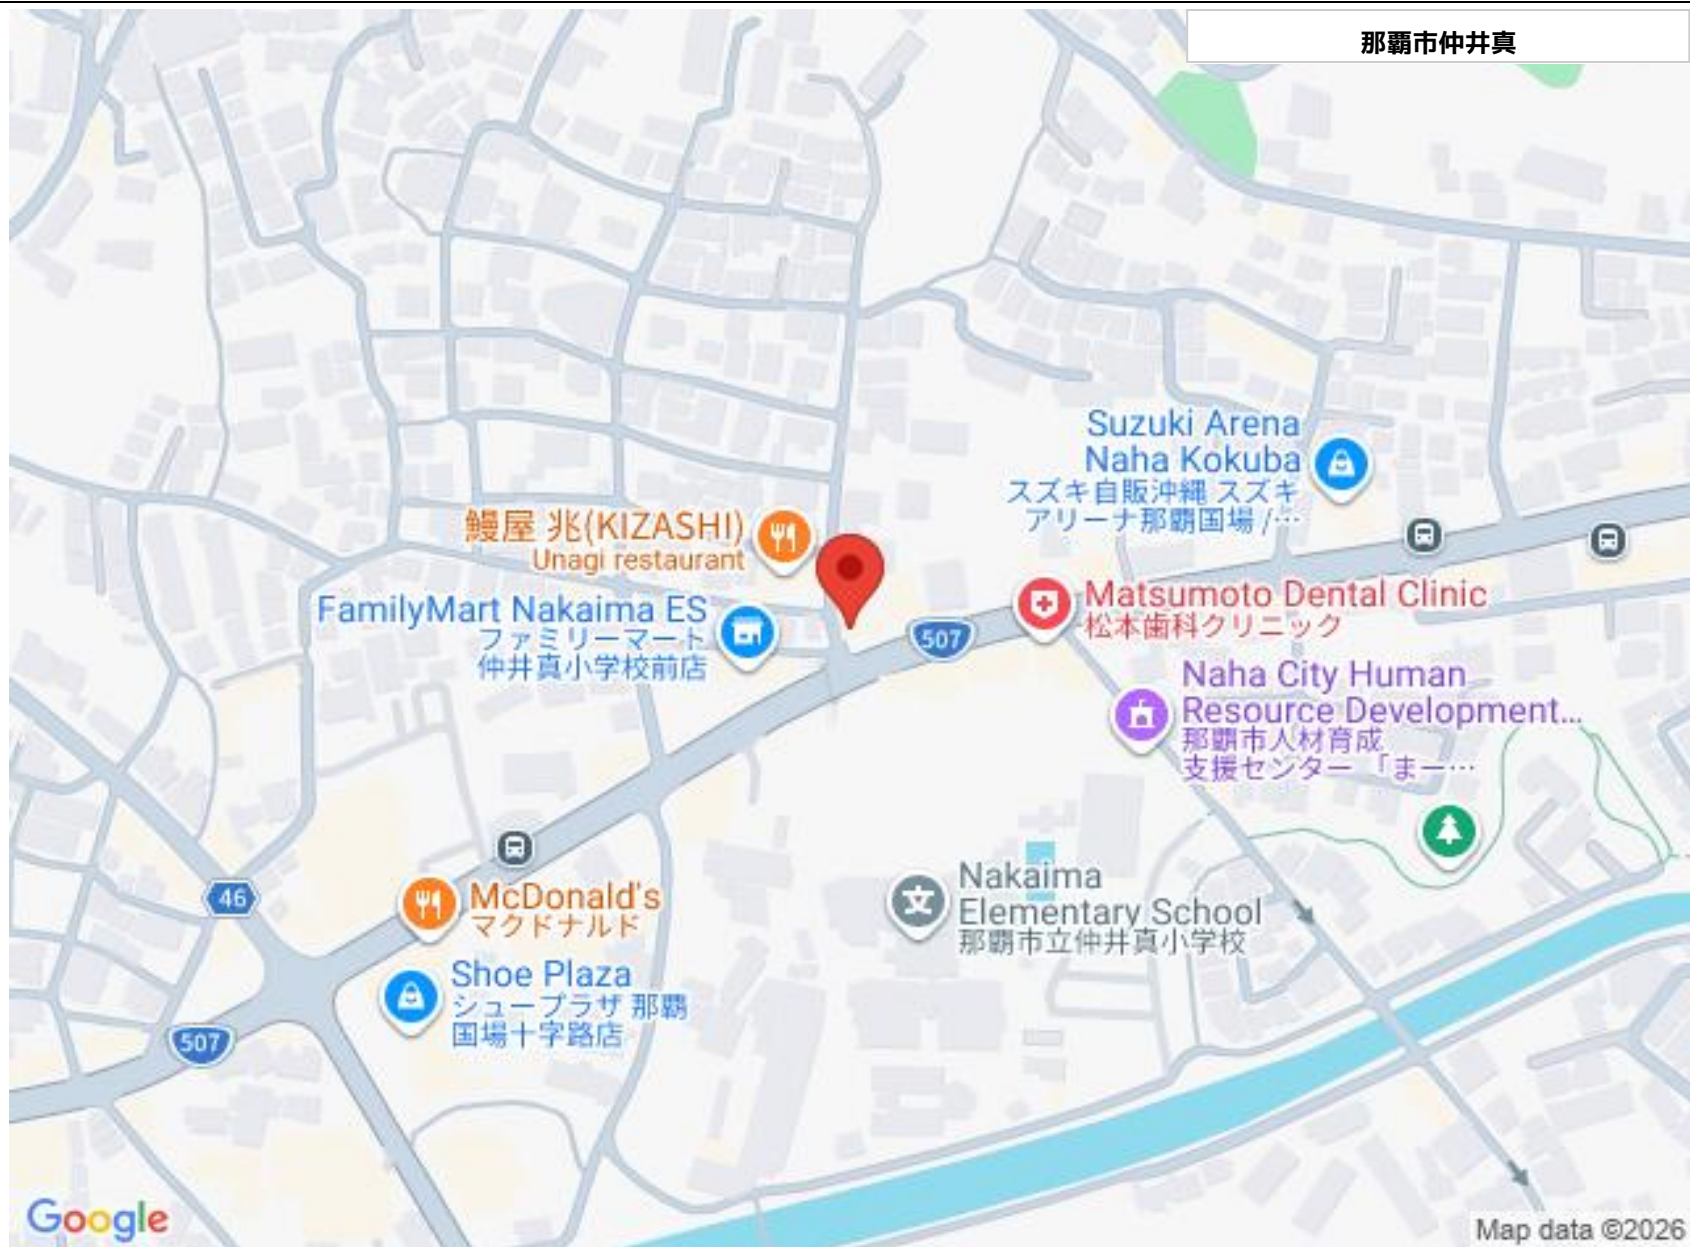 那覇市仲井真
Suzuki Arena
Naha Kokuba
スズキ自販沖縄 スズキ
アリーナ那覇国場 /…
鰻屋 兆(KIZASHI)
Unagi restaurant
FamilyMart Nakaima ES
ファミリーマート
仲井真小学校前店
507
Matsumoto Dental Clinic
松本歯科クリニック
Naha City Human
Resource Development...
那覇市人材育成
支援センター 「まー…
46
McDonald's
マクドナルド
Nakaima
Elementary School
那覇市立仲井真小学校
Shoe Plaza
シュープラザ 那覇
国場十字路店
507
文
Google
Map data ©2026